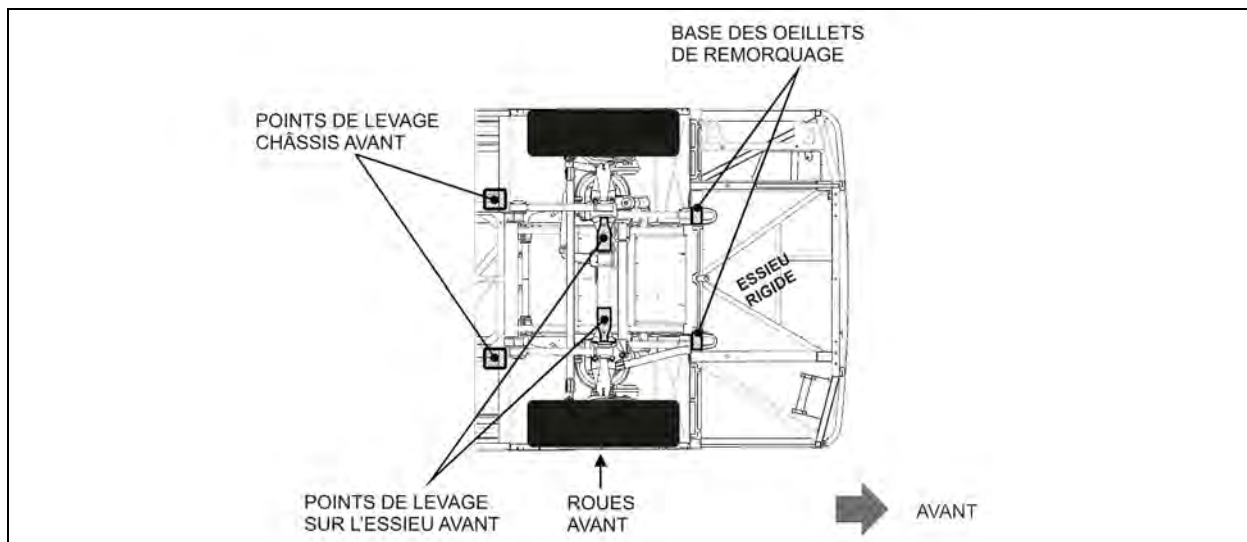 BASE DES OEILLETS
DE REMORQUAGE
POINTS DE LEVAGE
CHÂSSIS AVANT
ESSIEU
RIGIDE
POINTS DE LEVAGE
SUR L'ESSIEU AVANT
ROUES
AVANT
AVANT